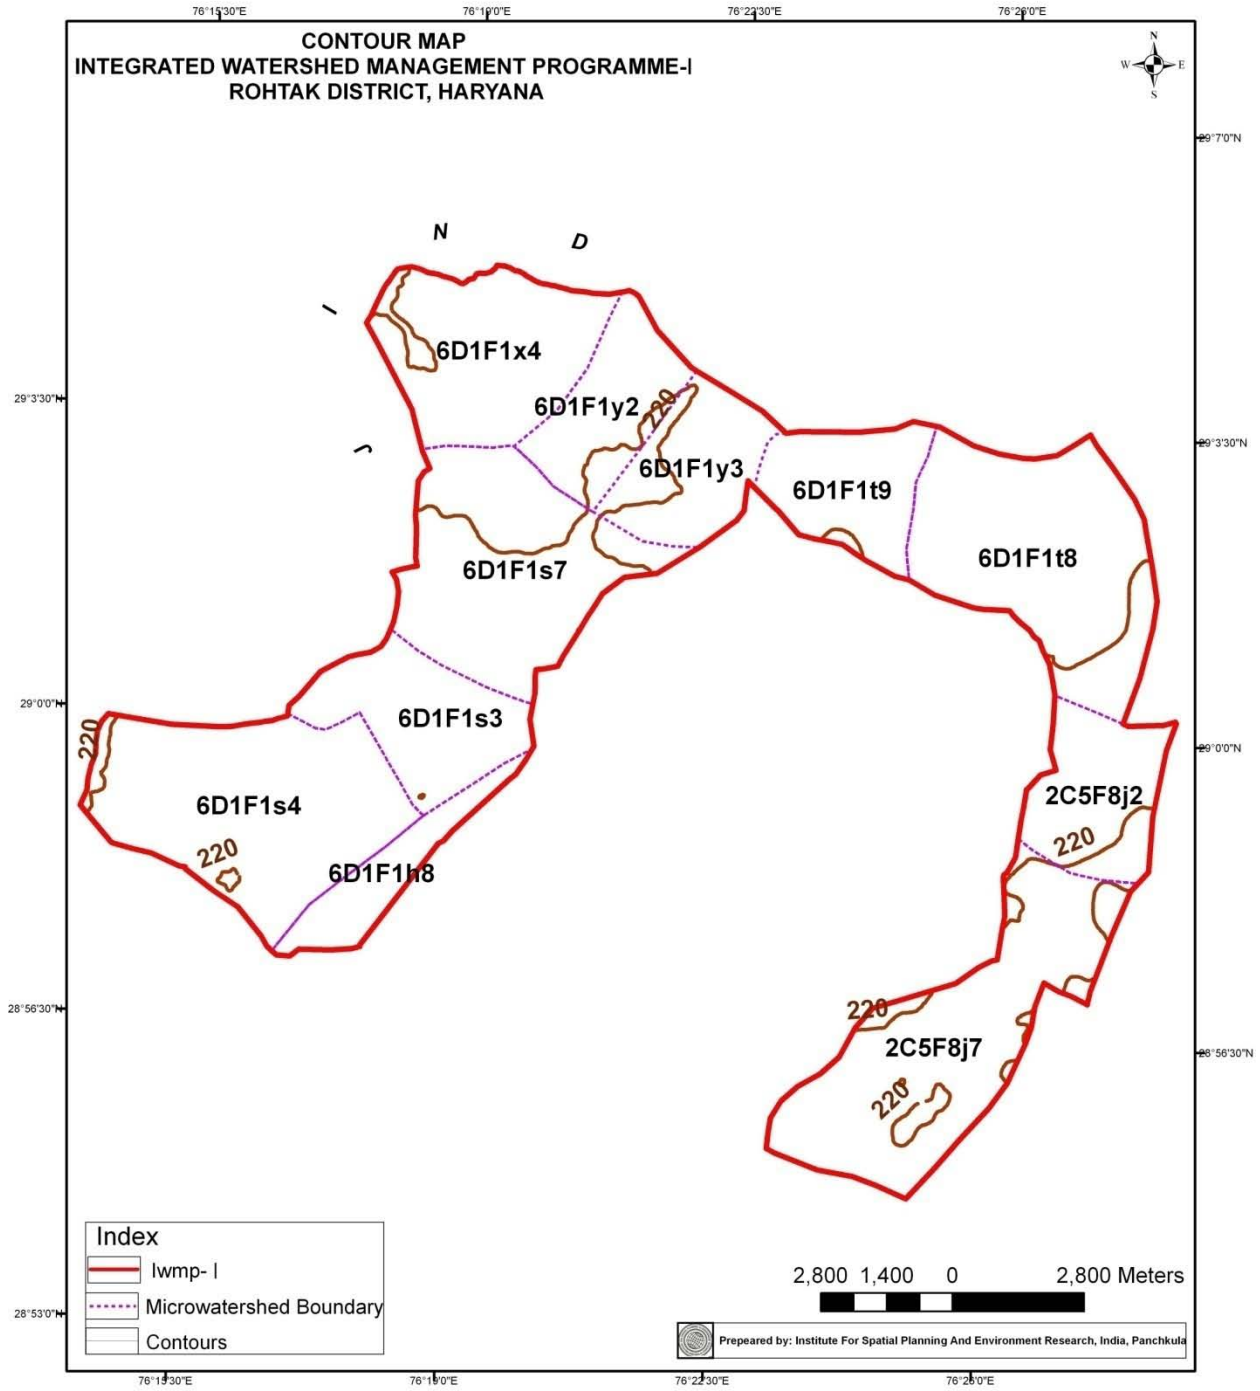 76°15'30"E 76°19'0"E 76°22'30"E 76°26'0"E
CONTOUR MAP
INTEGRATED WATERSHED MANAGEMENT PROGRAMME-I
ROHTAK DISTRICT, HARYANA
N
W E
S
29°7'0"N
N
D
I
6D1F1x4
29°3'30"N
6D1F1y2
220
29°3'30"N
J
6D1F1y3
6D1F1t9
6D1F1t8
6D1F1s7
29°0'0"N
6D1F1s3
220
29°0'0"N
6D1F1s4
2C5F8j2
220
220
6D1F1h8
28°56'30"N
220
2C5F8j7
28°56'30"N
220
Index
Iwmp- I
Microwatershed Boundary
Contours
2,800 1,400 0 2,800 Meters
28°53'0"N
Prepeared by: Institute For Spatial Planning And Environment Research, India, Panchkula
76°15'30"E 76°19'0"E 76°22'30"E 76°26'0"E